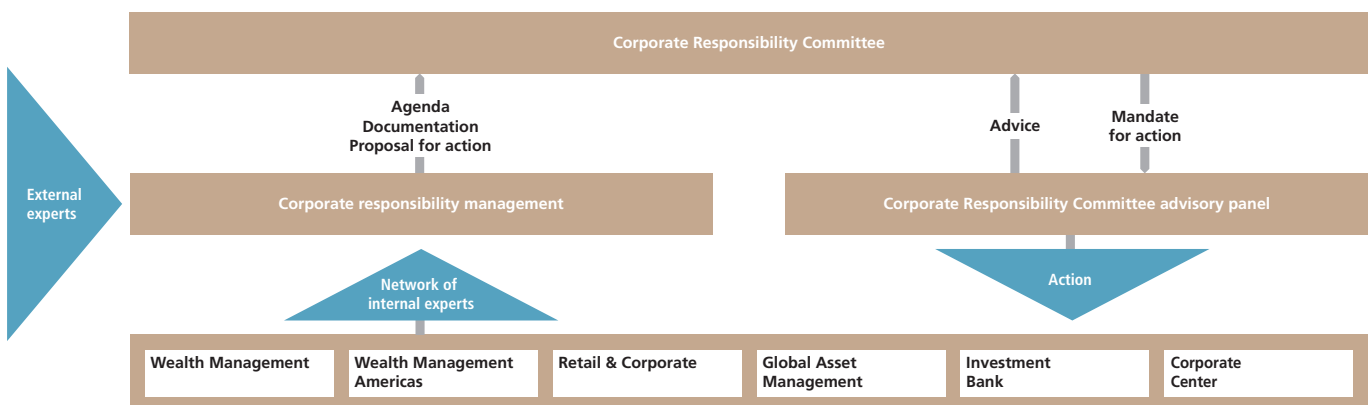 Corporate Responsibility Committee
Agenda
Documentation
Proposal for action
Advice
Mandate
for action
External
experts
Corporate responsibility management
Corporate Responsibility Committee advisory panel
Network of
internal experts
Action
Wealth Management
Wealth Management
Americas
Retail & Corporate
Global Asset
Management
Investment
Bank
Corporate
Center